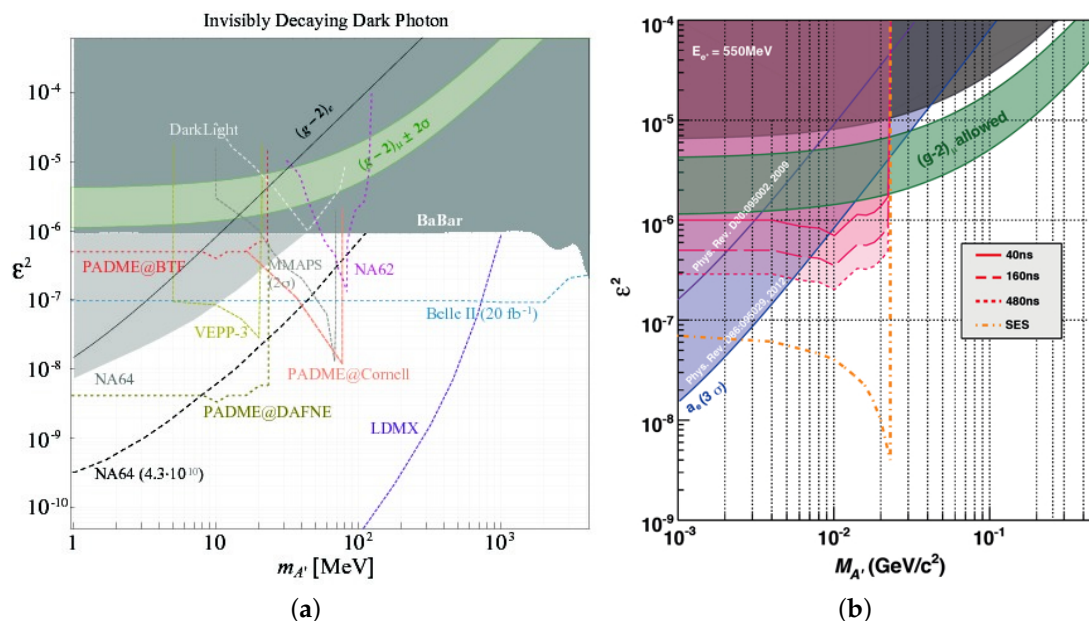 Invisibly Decaying Dark Photon
10⁻⁴
10⁻⁵
10⁻⁶
10⁻⁷
10⁻⁸
10⁻⁹
10⁻¹⁰
ε²
DarkLight
(g − 2)ₑ
(g − 2)μ ± 2σ
BaBar
PADME@BTF
MMAPS
(2σ)
NA62
VEPP-3
Belle II (20 fb⁻¹)
NA64
PADME@Cornell
PADME@DAFNE
LDMX
NA64 (4.3·10¹⁰)
1
10
10²
10³
mA' [MeV]
(a)
10⁻⁴
10⁻⁵
10⁻⁶
10⁻⁷
10⁻⁸
10⁻⁹
ε²
Ee⁺ = 550MeV
(g-2)μ allowed
Phys. Rev. D80:095002, 2009
Phys. Rev. D86:095029, 2012
aₑ (3 σ)
40ns
160ns
480ns
SES
10⁻³
10⁻²
10⁻¹
MA' (GeV/c²)
(b)